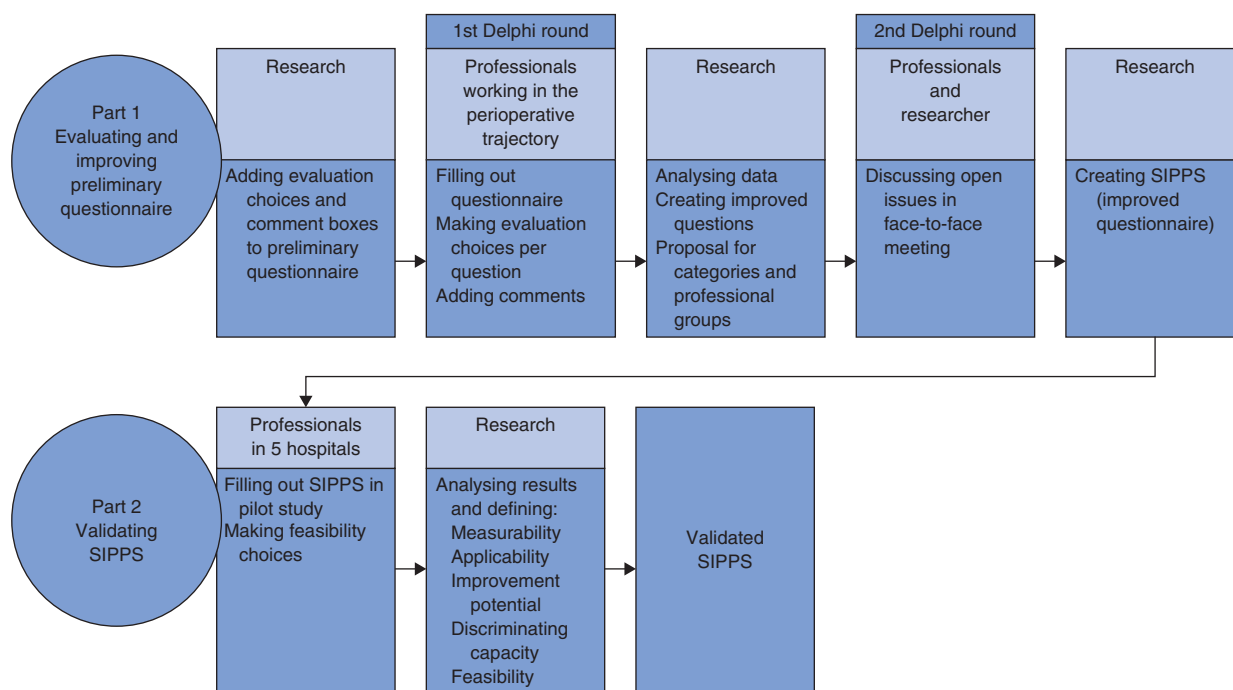 Part 1
Evaluating and
improving
preliminary
questionnaire
Research
Adding evaluation
choices and
comment boxes
to preliminary
questionnaire
1st Delphi round
Professionals
working in the
perioperative
trajectory
Filling out
questionnaire
Making evaluation
choices per
question
Adding comments
Research
Analysing data
Creating improved
questions
Proposal for
categories and
professional
groups
2nd Delphi round
Professionals
and
researcher
Discussing open
issues in
face-to-face
meeting
Research
Creating SIPPS
(improved
questionnaire)
Part 2
Validating
SIPPS
Professionals
in 5 hospitals
Filling out SIPPS in
pilot study
Making feasibility
choices
Research
Analysing results
and defining:
Measurability
Applicability
Improvement
potential
Discriminating
capacity
Feasibility
Validated
SIPPS